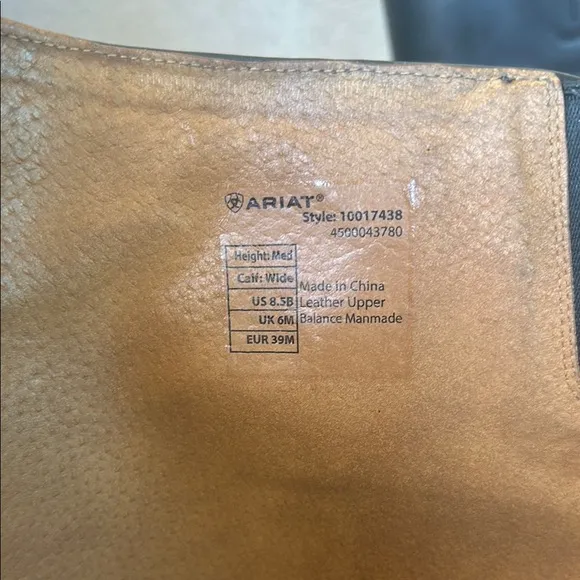 ARIAT®
Style: 10017438
4500043780
Height: Med
Calf: Wide
US 8.5B
UK 6M
EUR 39M
Made in China
Leather Upper
Balance Manmade